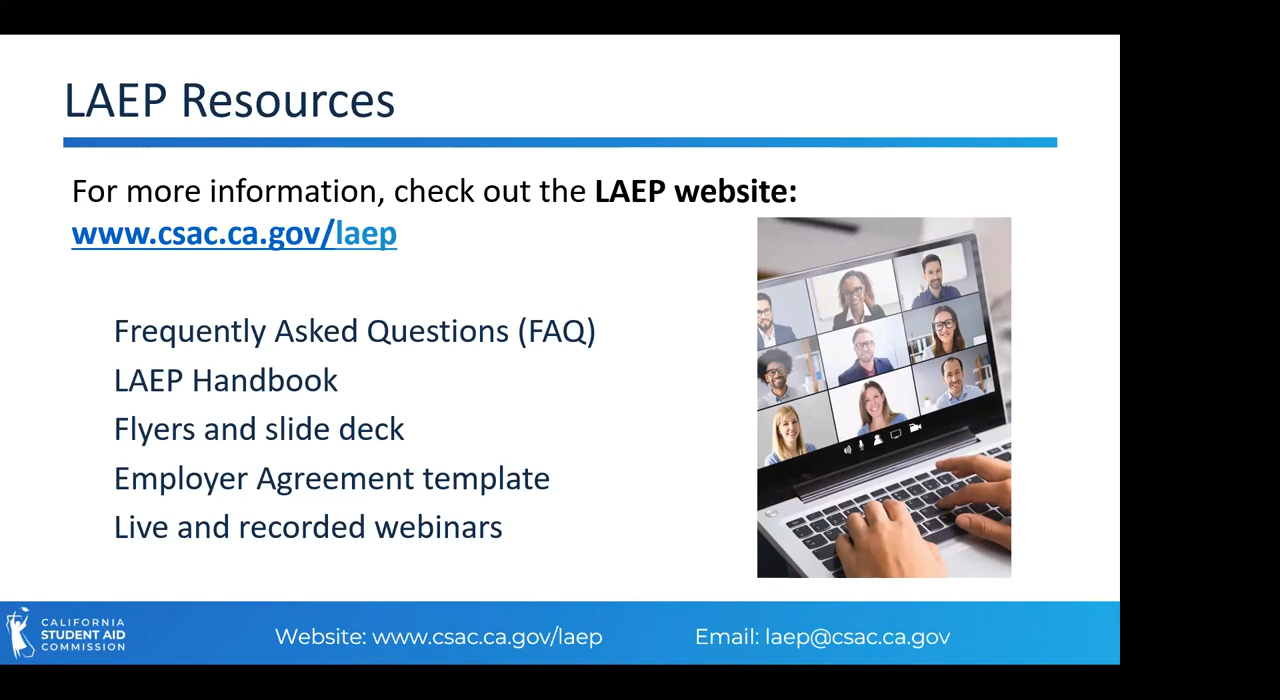 LAEP Resources
For more information, check out the LAEP website:
www.csac.ca.gov/laep
Frequently Asked Questions (FAQ)
LAEP Handbook
Flyers and slide deck
Employer Agreement template
Live and recorded webinars
CALIFORNIA
STUDENT AID
COMMISSION
Website: www.csac.ca.gov/laep
Email: laep@csac.ca.gov